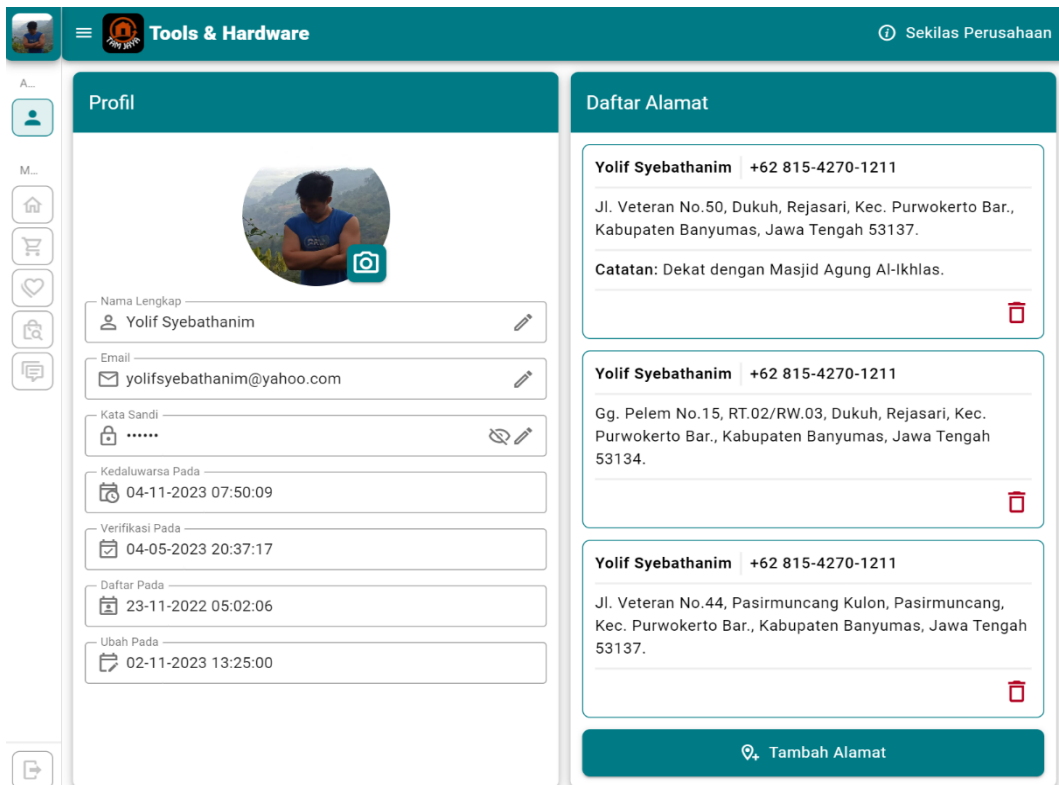 Tools & Hardware
Sekilas Perusahaan
A...
M...
Profil
Nama Lengkap
Yolif Syebathanim
Email
yolifsyebathanim@yahoo.com
Kata Sandi
••••••
Kedaluwarsa Pada
04-11-2023 07:50:09
Verifikasi Pada
04-05-2023 20:37:17
Daftar Pada
23-11-2022 05:02:06
Ubah Pada
02-11-2023 13:25:00
Daftar Alamat
Yolif Syebathanim +62 815-4270-1211
Jl. Veteran No.50, Dukuh, Rejasari, Kec. Purwokerto Bar.,
Kabupaten Banyumas, Jawa Tengah 53137.
Catatan: Dekat dengan Masjid Agung Al-Ikhlas.
Yolif Syebathanim +62 815-4270-1211
Gg. Pelem No.15, RT.02/RW.03, Dukuh, Rejasari, Kec.
Purwokerto Bar., Kabupaten Banyumas, Jawa Tengah
53134.
Yolif Syebathanim +62 815-4270-1211
Jl. Veteran No.44, Pasirmuncang Kulon, Pasirmuncang,
Kec. Purwokerto Bar., Kabupaten Banyumas, Jawa Tengah
53137.
Tambah Alamat